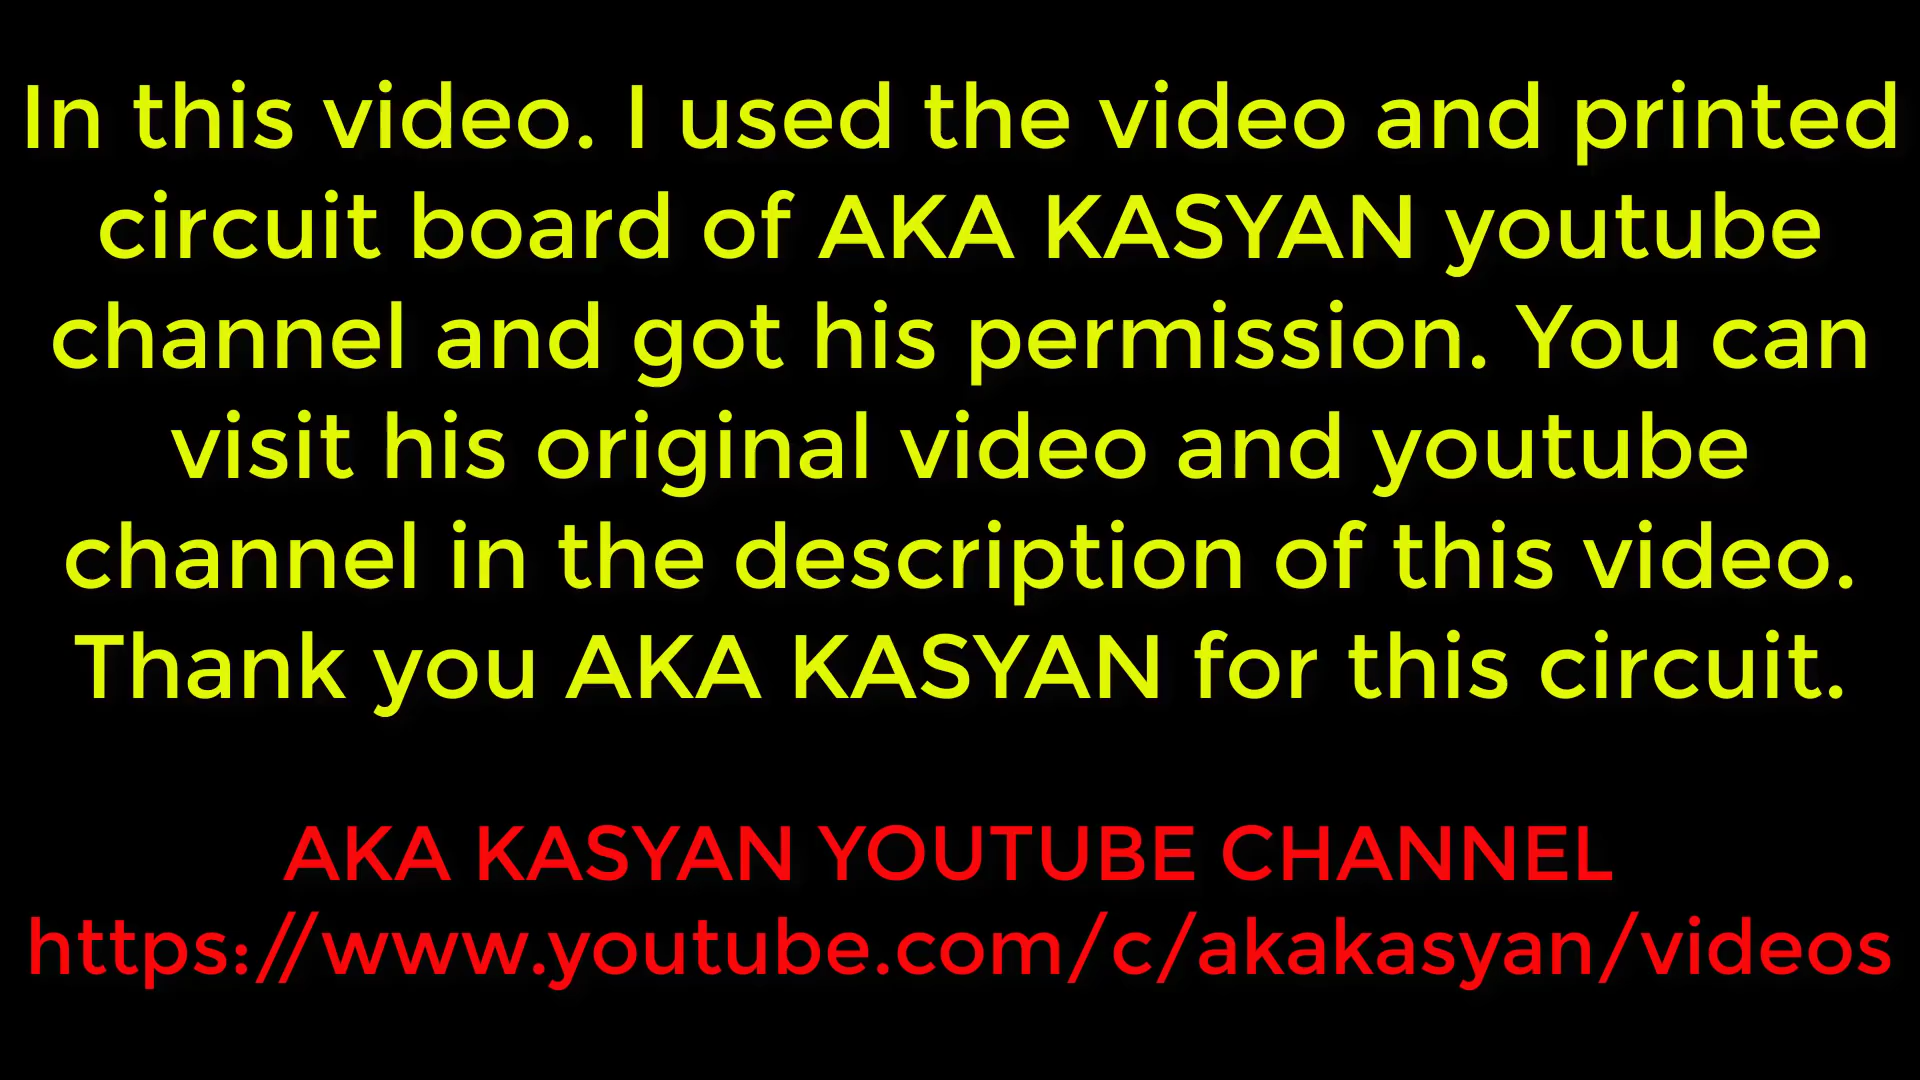 In this video. I used the video and printed
circuit board of AKA KASYAN youtube
channel and got his permission. You can
visit his original video and youtube
channel in the description of this video.
Thank you AKA KASYAN for this circuit.
AKA KASYAN YOUTUBE CHANNEL
https://www.youtube.com/c/akakasyan/videos